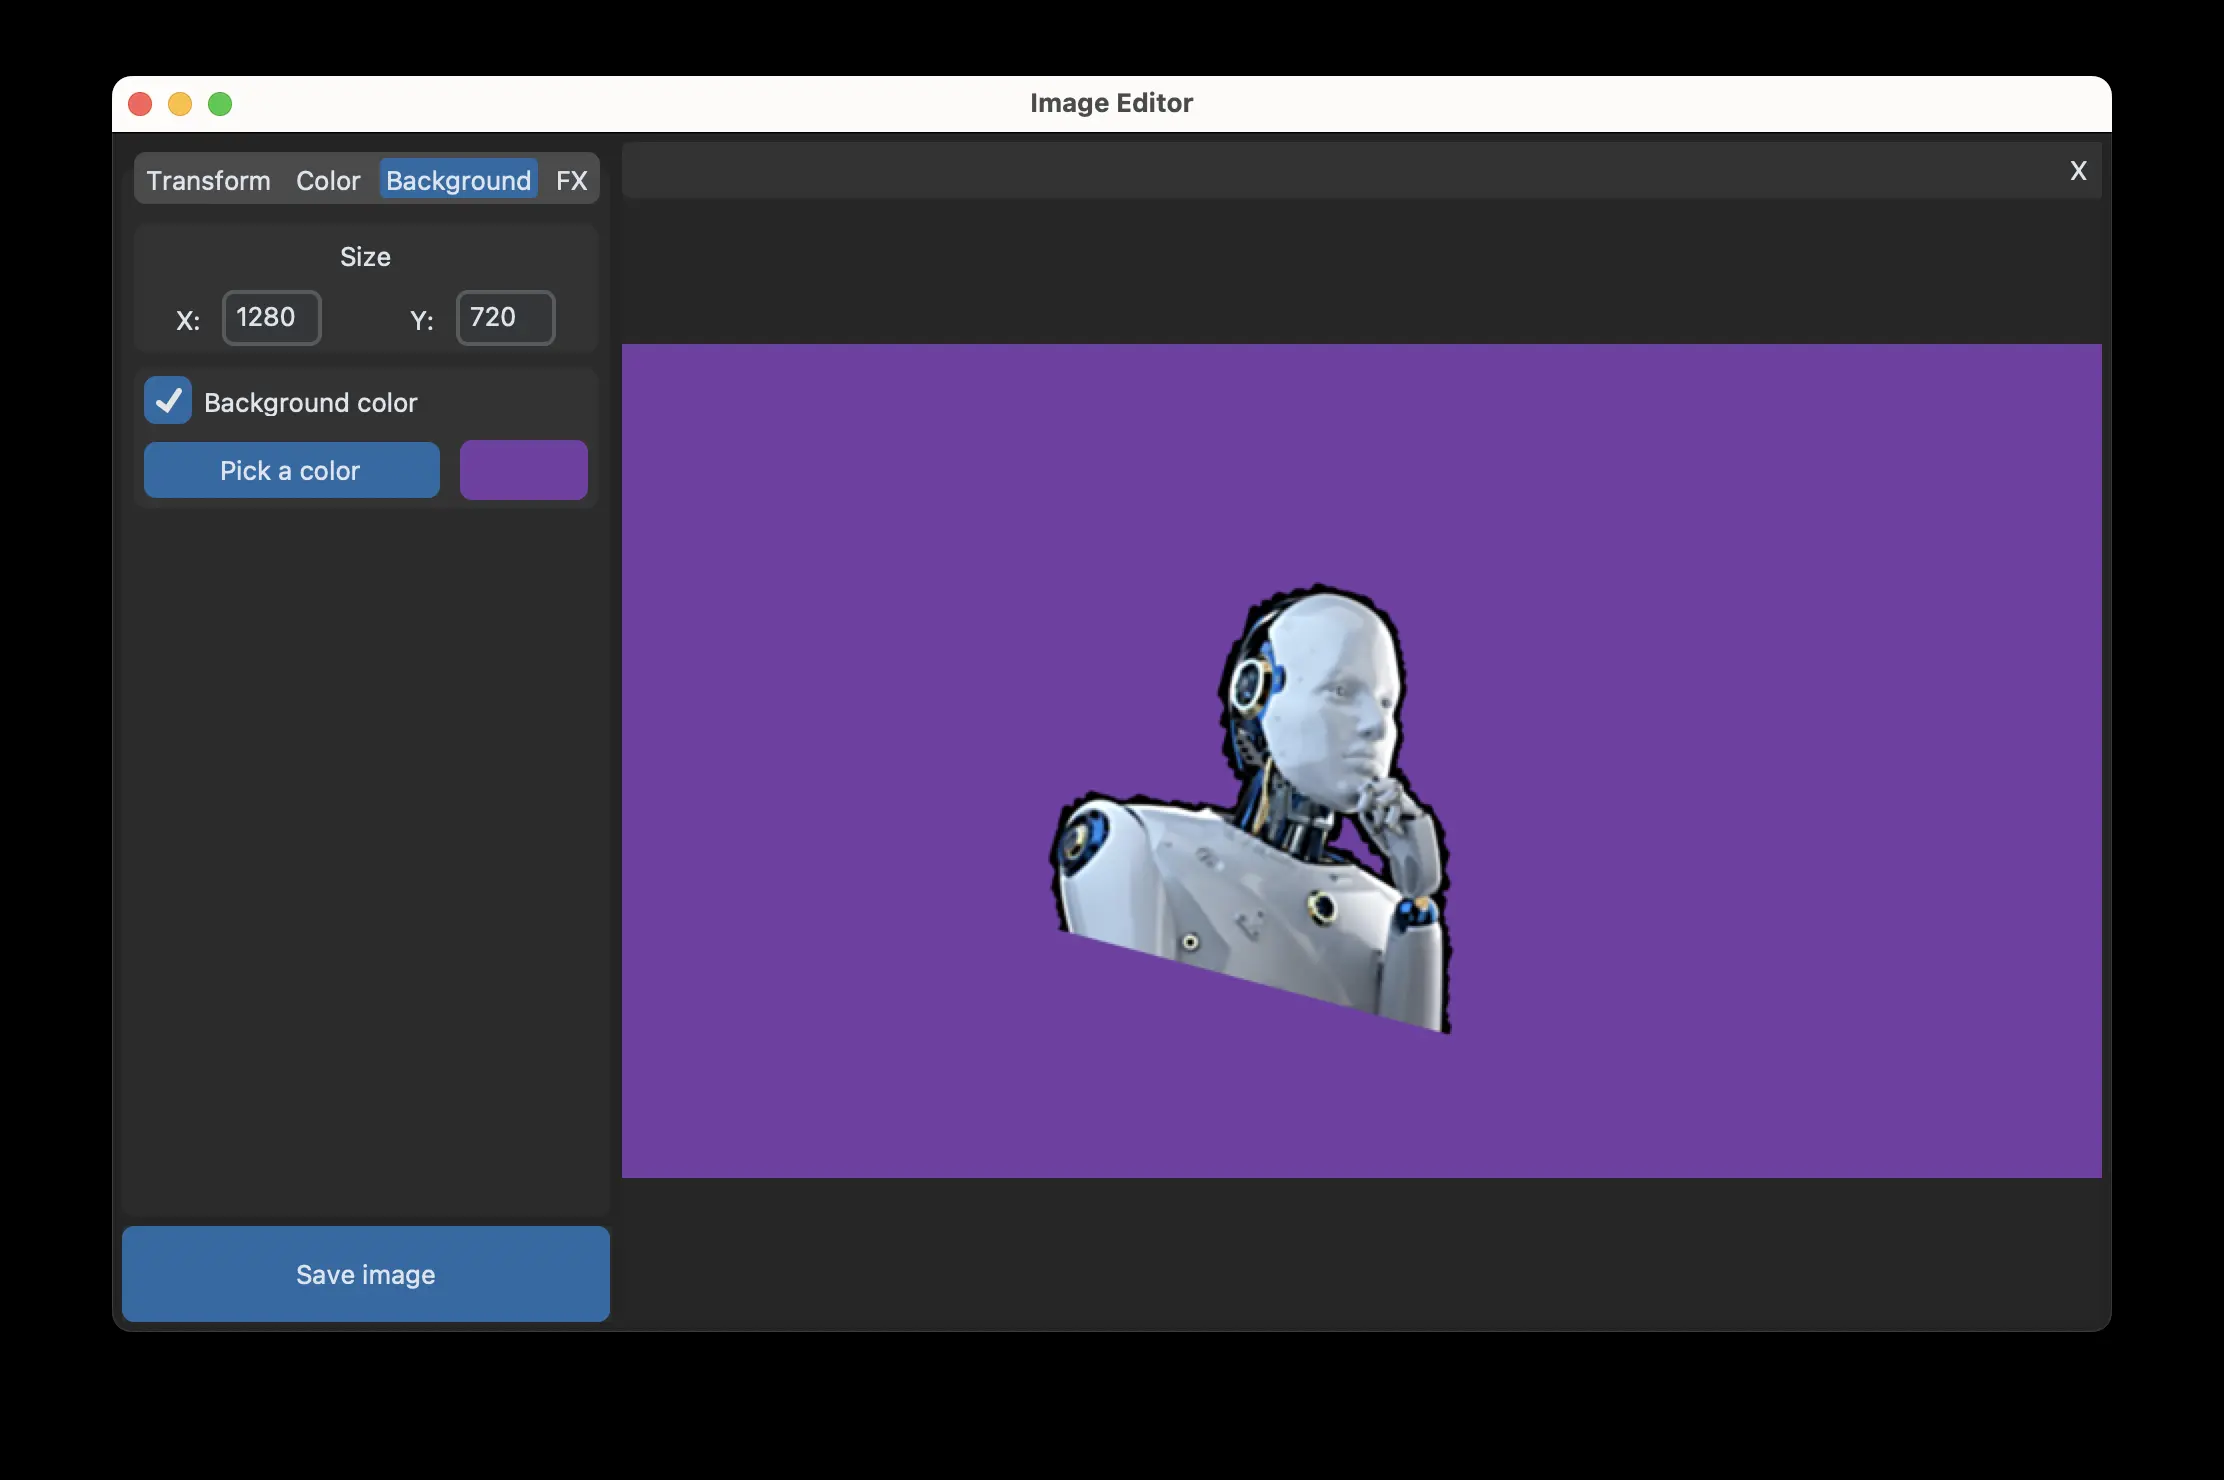 Image Editor
Transform Color Background FX
X
Size
X: 1280 Y: 720
Background color
Pick a color
Save image